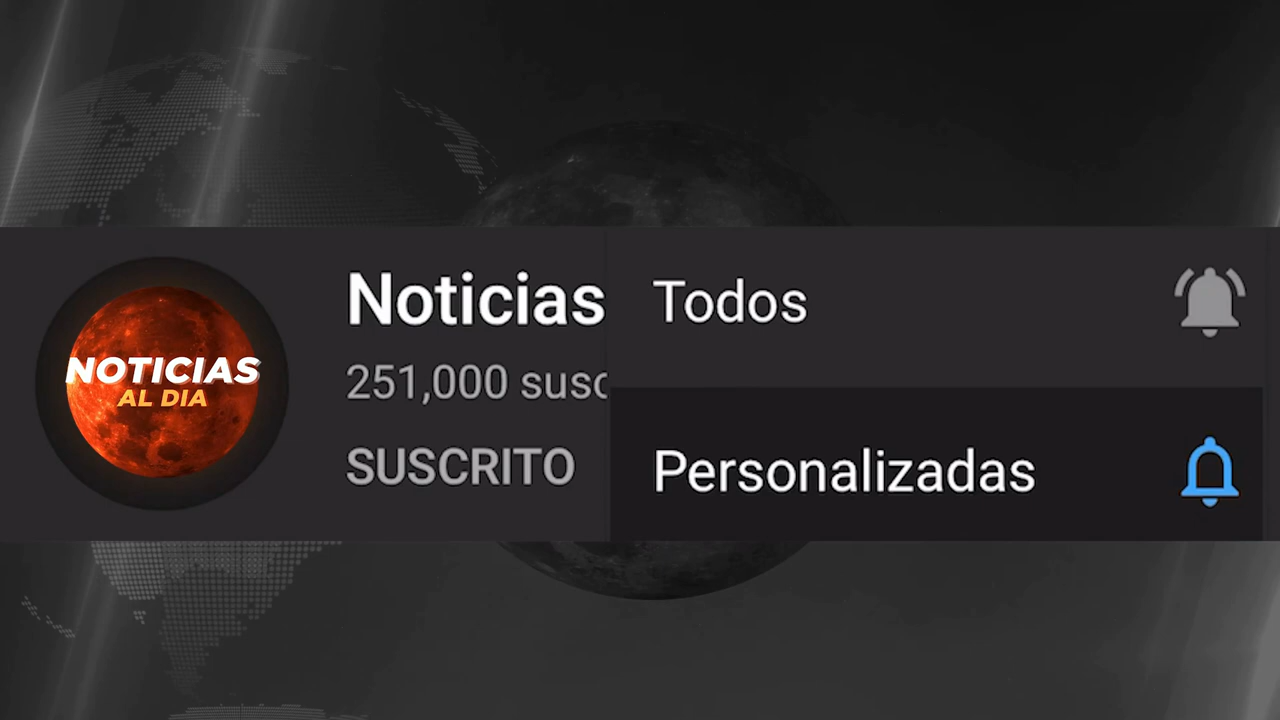 NOTICIAS
AL DIA
Noticias
251,000 susc
SUSCRITO
Todos
Personalizadas